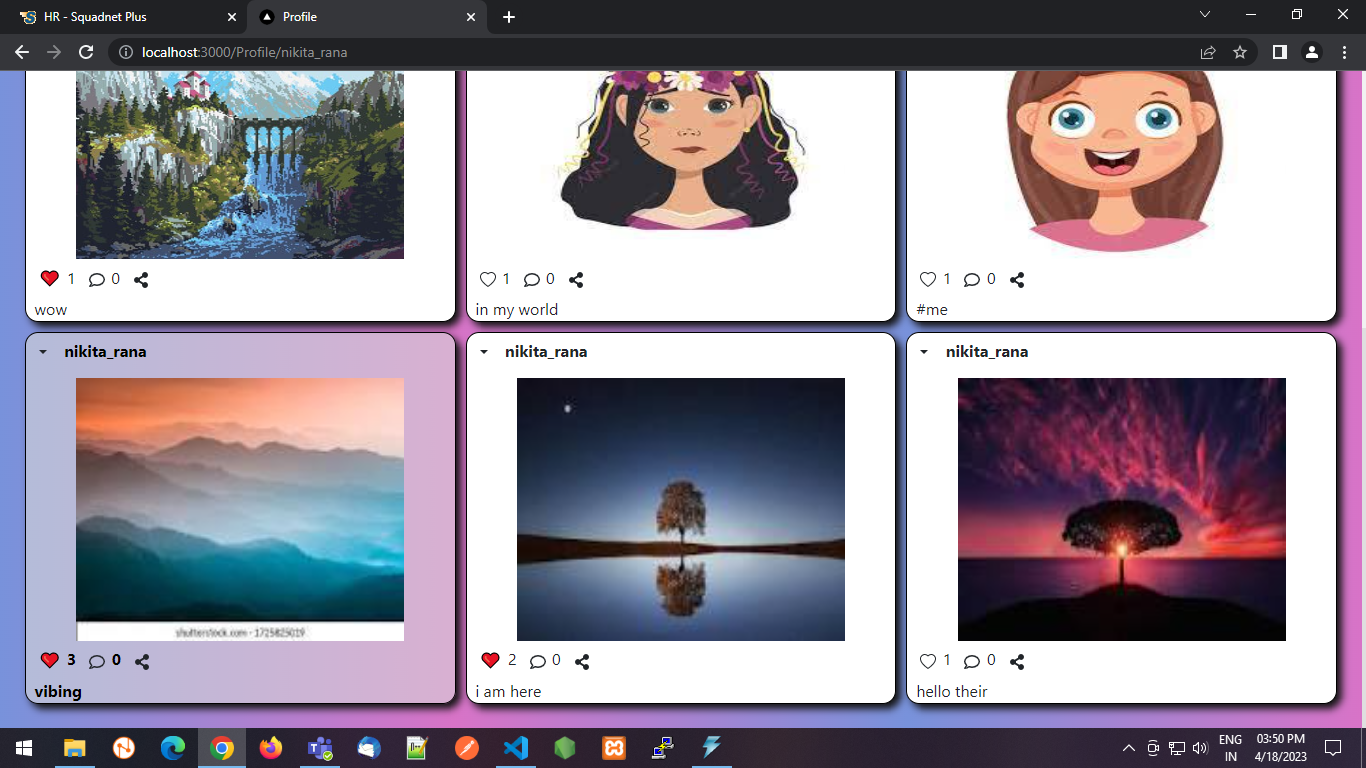 HR - Squadnet Plus
Profile
localhost:3000/Profile/nikita_rana
1 0
wow
1 0
in my world
1 0
#me
nikita_rana
shutterstock.com - 1725825019
3 0
vibing
nikita_rana
2 0
i am here
nikita_rana
1 0
hello their
ENG
IN
03:50 PM
4/18/2023